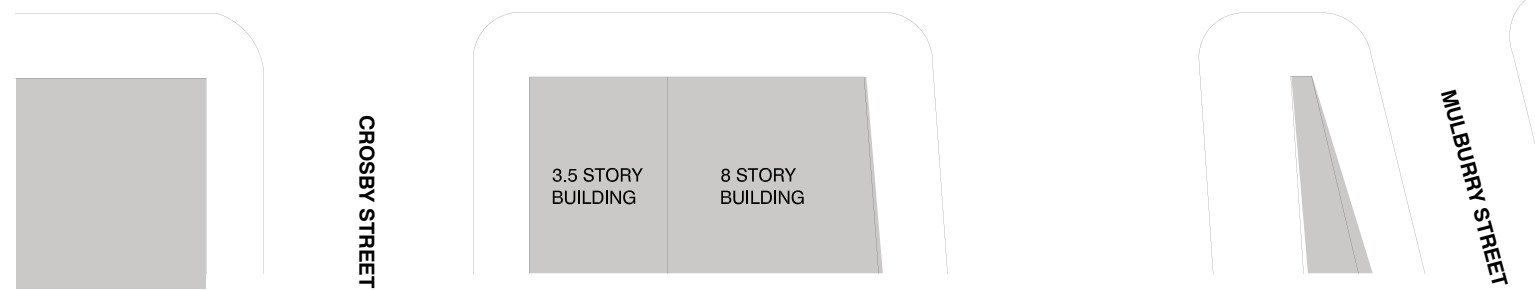 CROSBY STREET
3.5 STORY
BUILDING
8 STORY
BUILDING
MULBURRY STREET